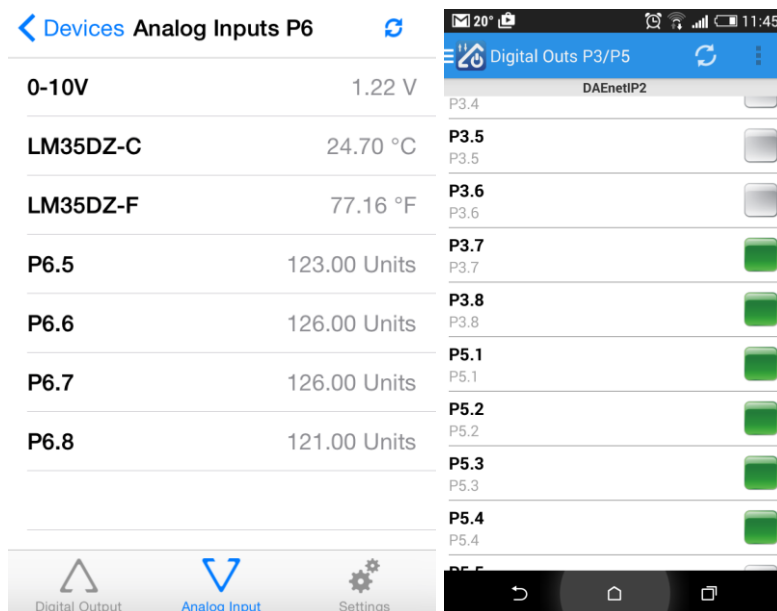 Devices Analog Inputs P6
0-10V 1.22 V
LM35DZ-C 24.70 °C
LM35DZ-F 77.16 °F
P6.5 123.00 Units
P6.6 126.00 Units
P6.7 126.00 Units
P6.8 121.00 Units
Digital Output Analog Input Settings
20° 11:45
Digital Outs P3/P5
DAEnetIP2
P3.4
P3.5
P3.5
P3.6
P3.6
P3.7
P3.7
P3.8
P3.8
P5.1
P5.1
P5.2
P5.2
P5.3
P5.3
P5.4
P5.4
P5.5